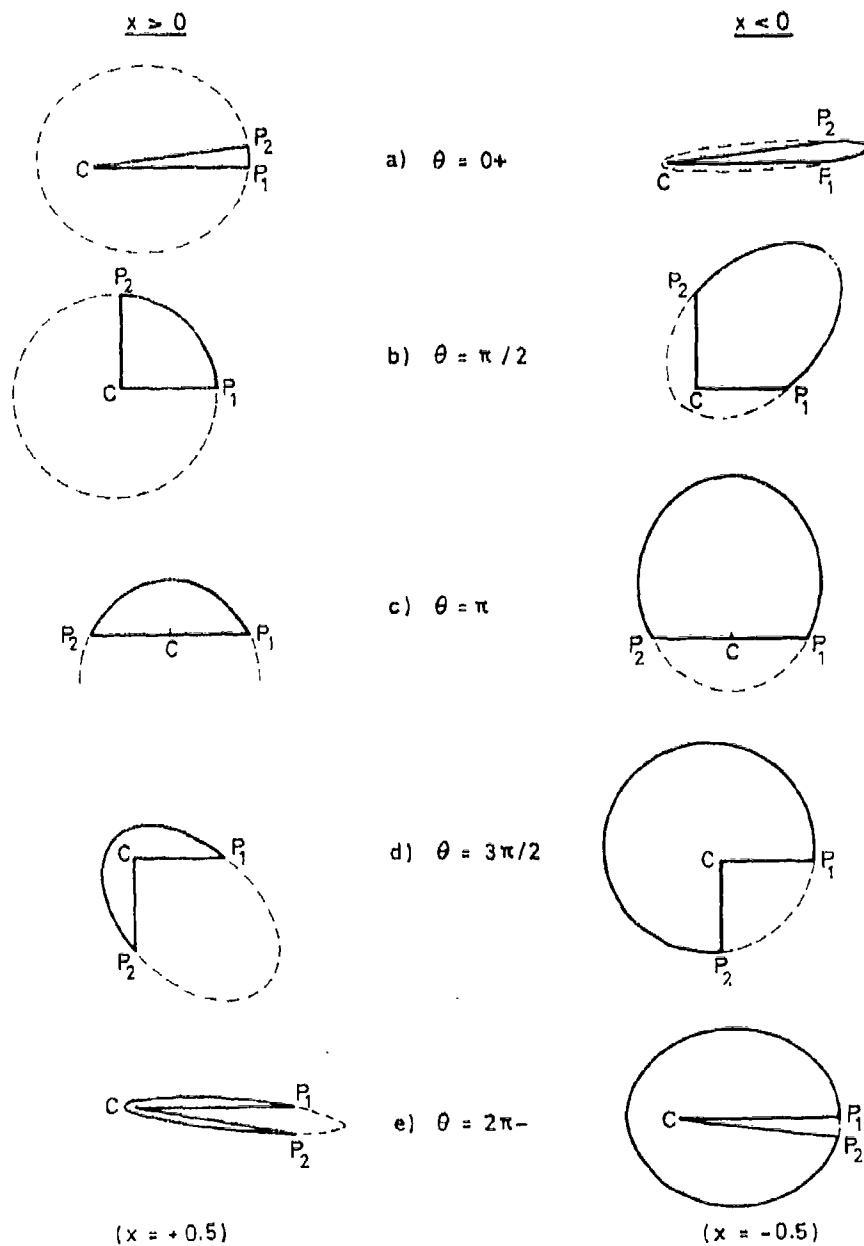 x > 0
x < 0
P₂
C
P₁
a) θ = 0+
P₂
C
P₁
P₂
C
P₁
b) θ = π/2
P₂
C
P₁
P₂
C
P₁
c) θ = π
P₂
C
P₁
C
P₁
P₂
d) θ = 3π/2
C
P₁
P₂
C
P₁
P₂
e) θ = 2π-
C
P₁
P₂
(x = +0.5)
(x = -0.5)